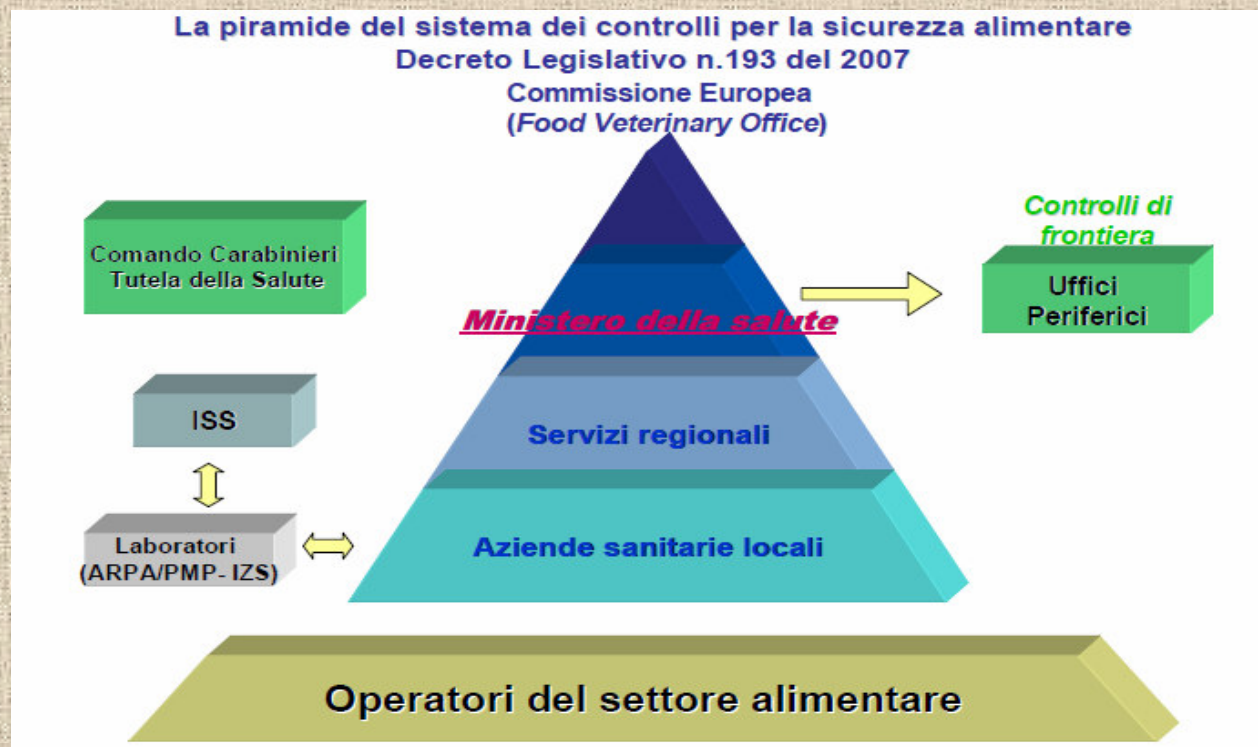 La piramide del sistema dei controlli per la sicurezza alimentare
Decreto Legislativo n.193 del 2007
Commissione Europea
(Food Veterinary Office)
Comando Carabinieri
Tutela della Salute
Controlli di
frontiera
Uffici
Periferici
Ministero della salute
ISS
Servizi regionali
Laboratori
(ARPA/PMP- IZS)
Aziende sanitarie locali
Operatori del settore alimentare